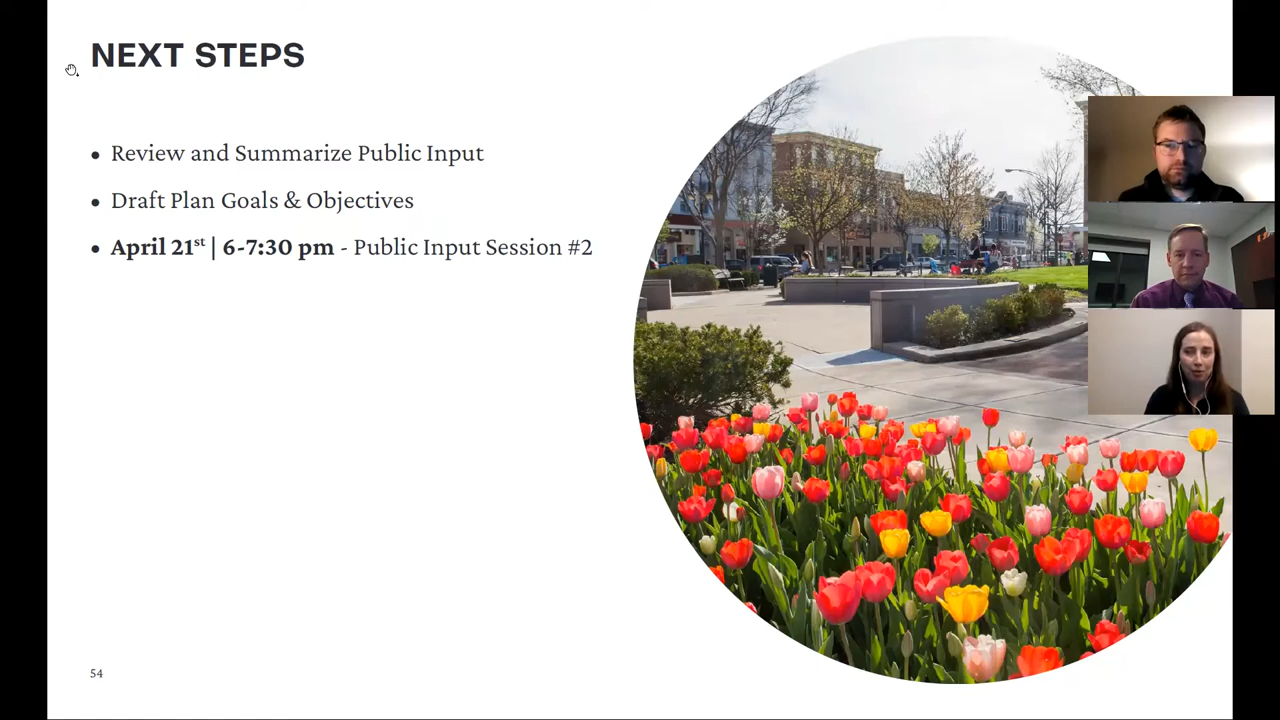 NEXT STEPS
• Review and Summarize Public Input
• Draft Plan Goals & Objectives
• April 21st | 6-7:30 pm - Public Input Session #2
54